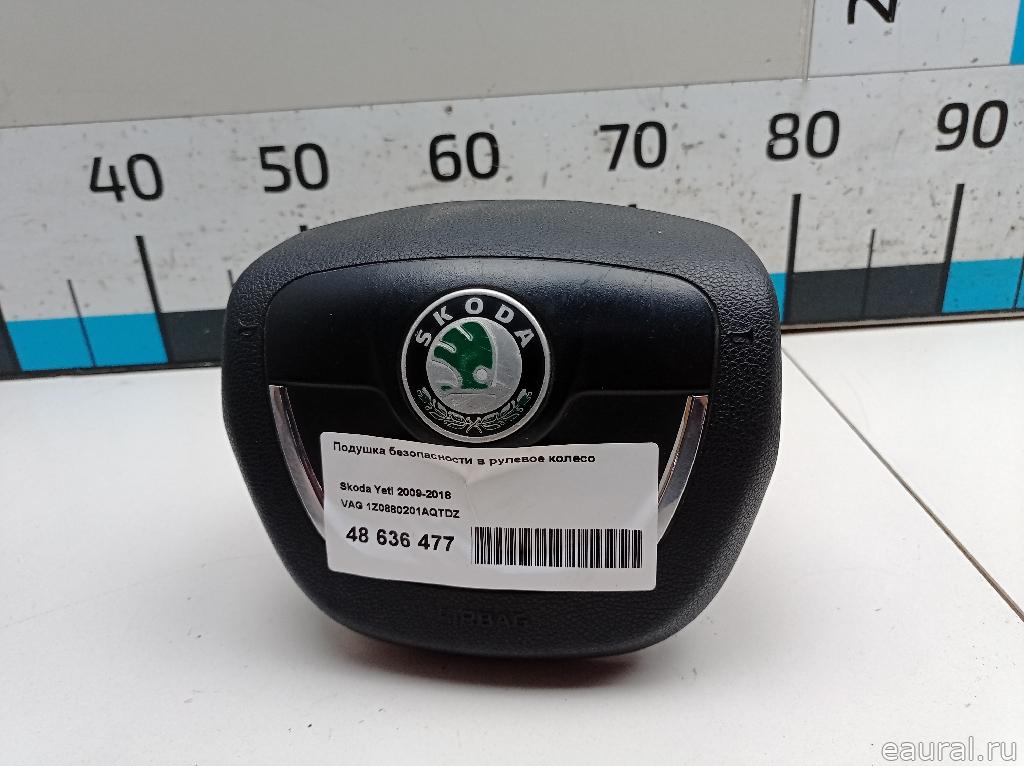 40 50 60 70 80 90
ŠKODA
Подушка безопасности в рулевое колесо
Skoda Yeti 2009-2018
VAG 1Z0880201AQTDZ
48 636 477
AIRBAG
eaural.ru